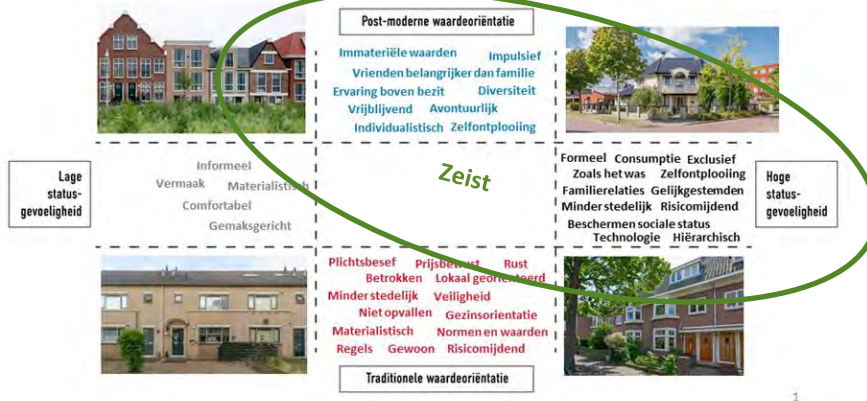 Post-moderne waardeoriëntatie
Immateriële waarden Impulsief
Vrienden belangrijker dan familie
Ervaring boven bezit Diversiteit
Vrijblijvend Avontuurlijk
Individualistisch Zelfontplooiing
Lage
status-
gevoeligheid
Informeel
Vermaak Materialistisch
Comfortabel
Gemaksgericht
Zeist
Formeel Consumptie Exclusief
Zoals het was Zelfontplooiing
Familierelaties Gelijkgestemden
Minder stedelijk Risicomijdend
Beschermen sociale status
Technologie Hiërarchisch
Hoge
status-
gevoeligheid
Plichtsbesef Prijsbewust Rust
Betrokken Lokaal georienteerd
Minder stedelijk Veiligheid
Niet opvallen Gezinsorientatie
Materialistisch Normen en waarden
Regels Gewoon Risicomijdend
Traditionele waardeoriëntatie
1